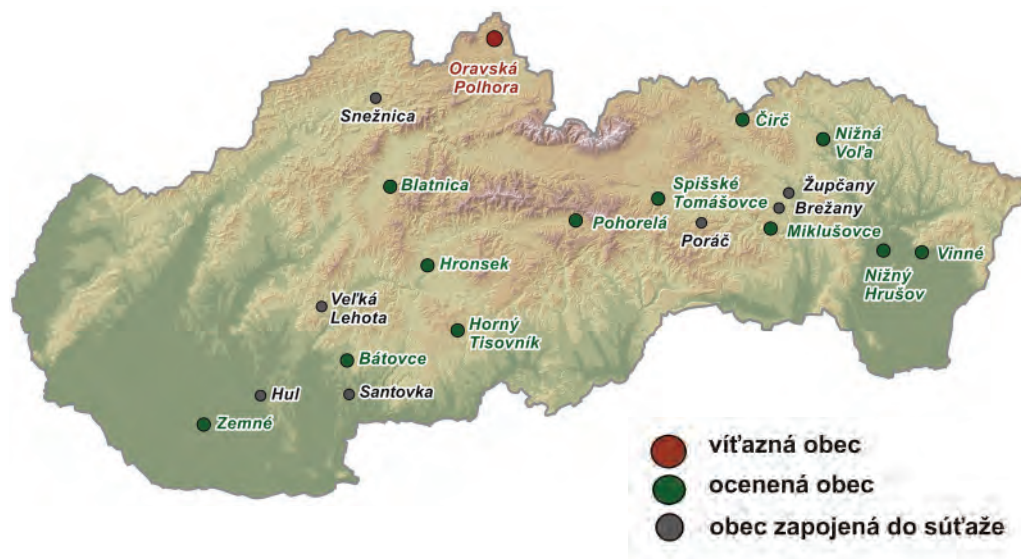 Oravská
Polhora
Snežnica
Čirč
Nižná
Voľa
Blatnica
Spišské
Tomášovce
Župčany
Brežany
Pohorelá
Poráč
Miklušovce
Hronsek
Vinné
Nižný
Hrušov
Veľká
Lehota
Horný
Tisovník
Bátovce
Hul
Santovka
Zemné
víťazná obec
ocenená obec
obec zapojená do súťaže